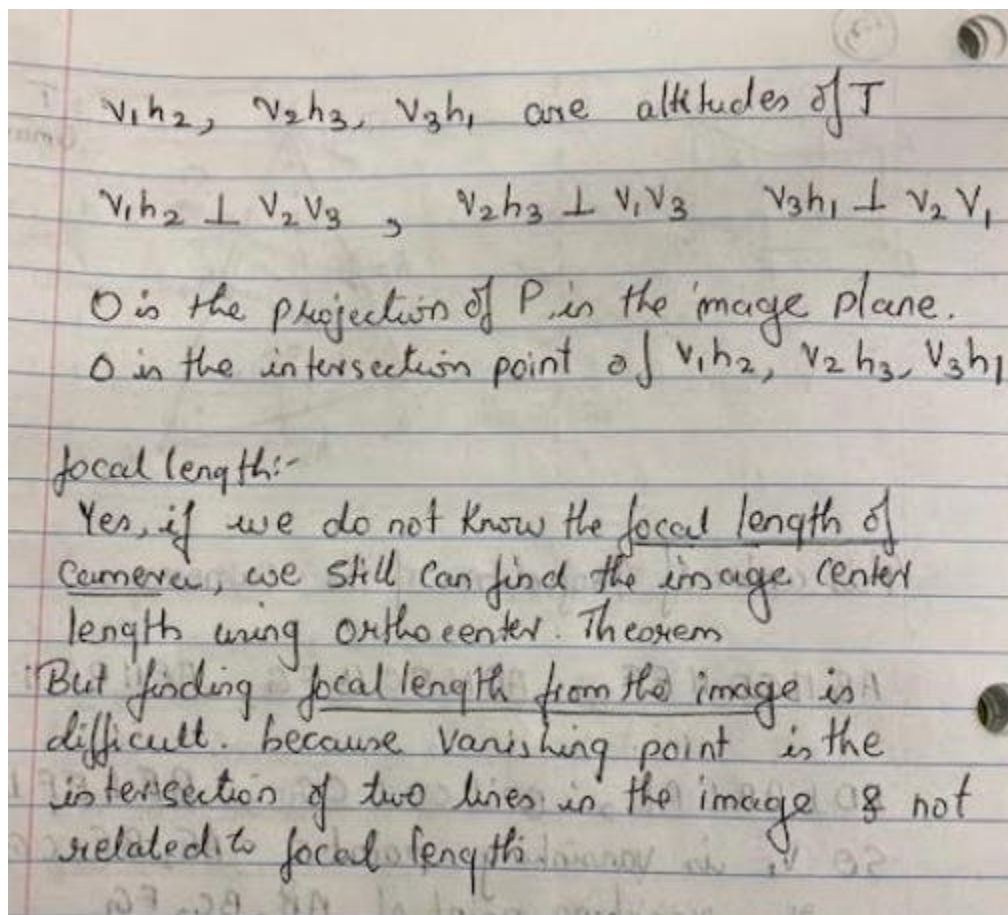 v₁h₂, v₂h₃, v₃h₁ are altitudes of T
v₁h₂ ⊥ v₂v₃, v₂h₃ ⊥ v₁v₃ v₃h₁ ⊥ v₂v₁
O is the projection of P in the image plane.
O is the intersection point of v₁h₂, v₂h₃, v₃h₁
focal length:-
Yes, if we do not know the focal length of
camera, we still can find the image center
length using orthocenter. Theorem
But finding focal length from the image is
difficult. because vanishing point is the
intersection of two lines in the image & not
related to focal length.